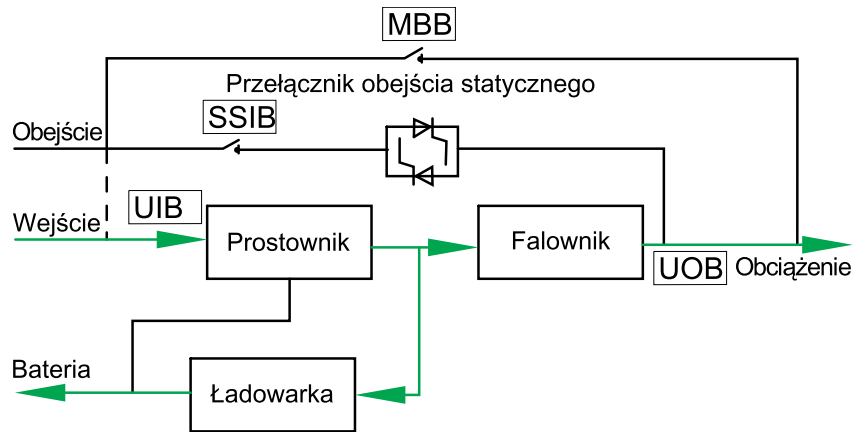 MBB
Przełącznik obejścia statycznego
SSIB
Obejście
UIB
Wejście
Prostownik
Falownik
UOB
Obciążenie
Bateria
Ładowarka